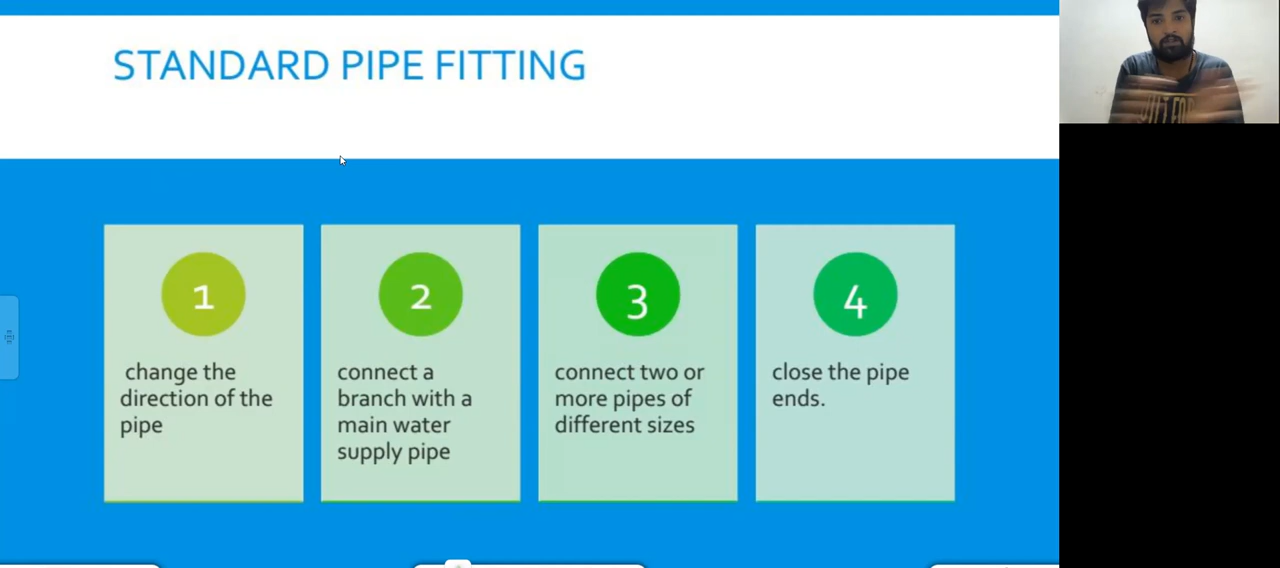 STANDARD PIPE FITTING
1
change the
direction of the
pipe
2
connect a
branch with a
main water
supply pipe
3
connect two or
more pipes of
different sizes
4
close the pipe
ends.